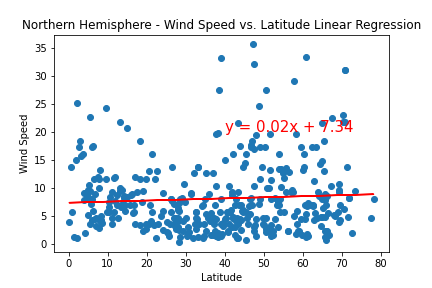 Northern Hemisphere - Wind Speed vs. Latitude Linear Regression
35
30
25
20
15
10
5
0
Wind Speed
y = 0.02x + 7.34
0 10 20 30 40 50 60 70 80
Latitude